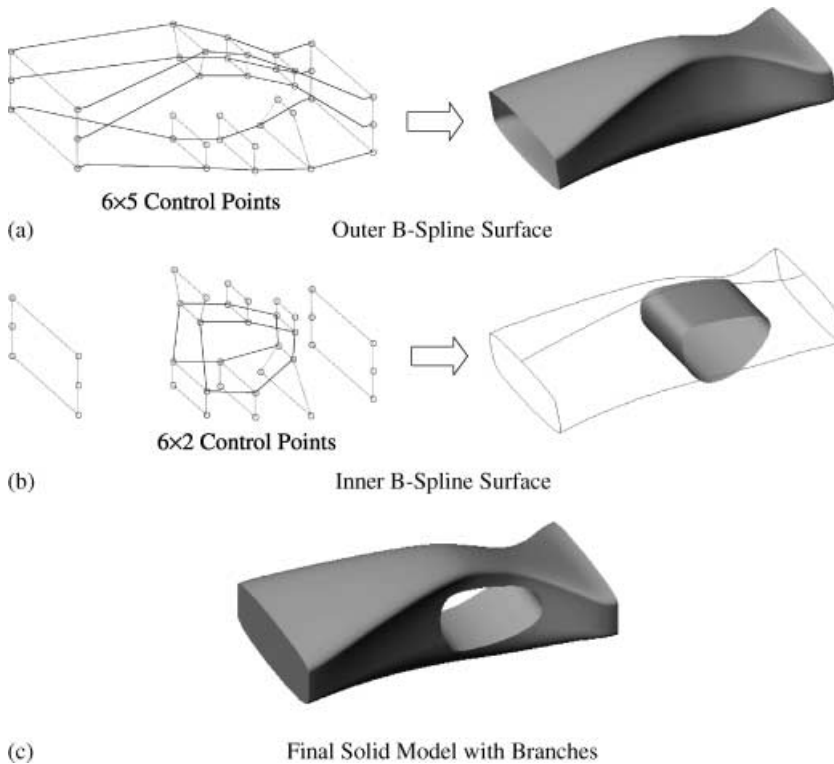 6×5 Control Points
(a)
Outer B-Spline Surface
6×2 Control Points
(b)
Inner B-Spline Surface
(c)
Final Solid Model with Branches